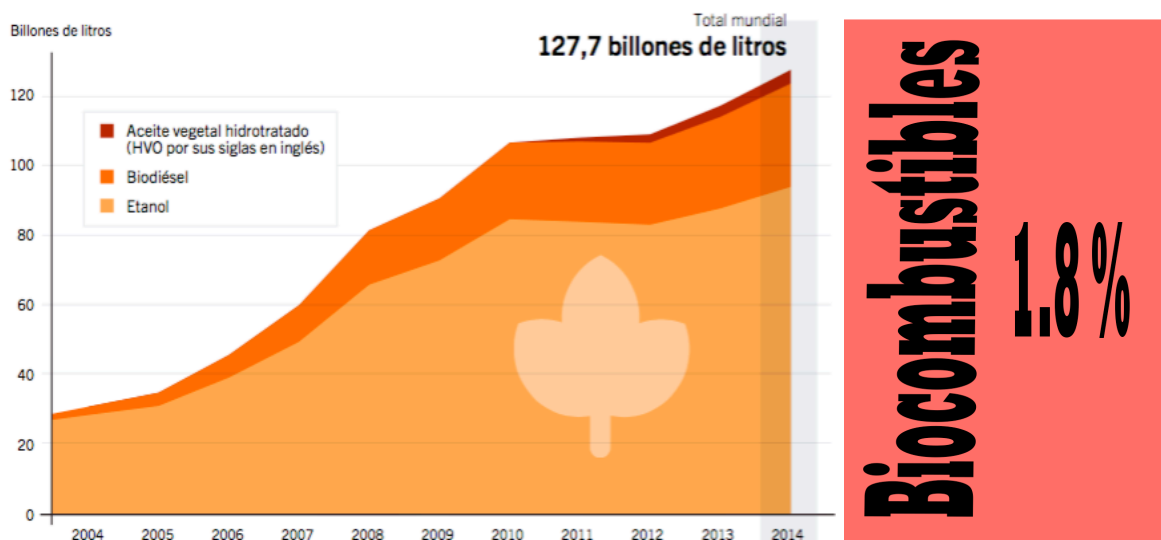 Billones de litros
Total mundial
127,7 billones de litros
120
100
80
60
40
20
0
Aceite vegetal hidrotratado
(HVO por sus siglas en inglés)
Biodiésel
Etanol
2004 2005 2006 2007 2008 2009 2010 2011 2012 2013 2014
Biocombustibles
1.8%